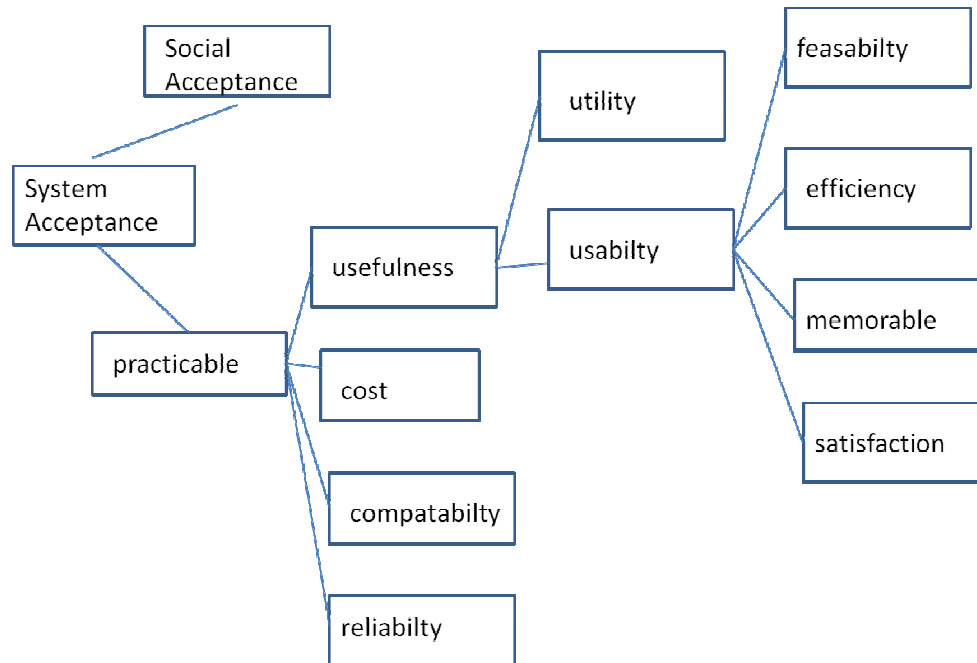 Social
Acceptance
System
Acceptance
practicable
usefulness
cost
compatabilty
reliabilty
utility
usabilty
feasabilty
efficiency
memorable
satisfaction